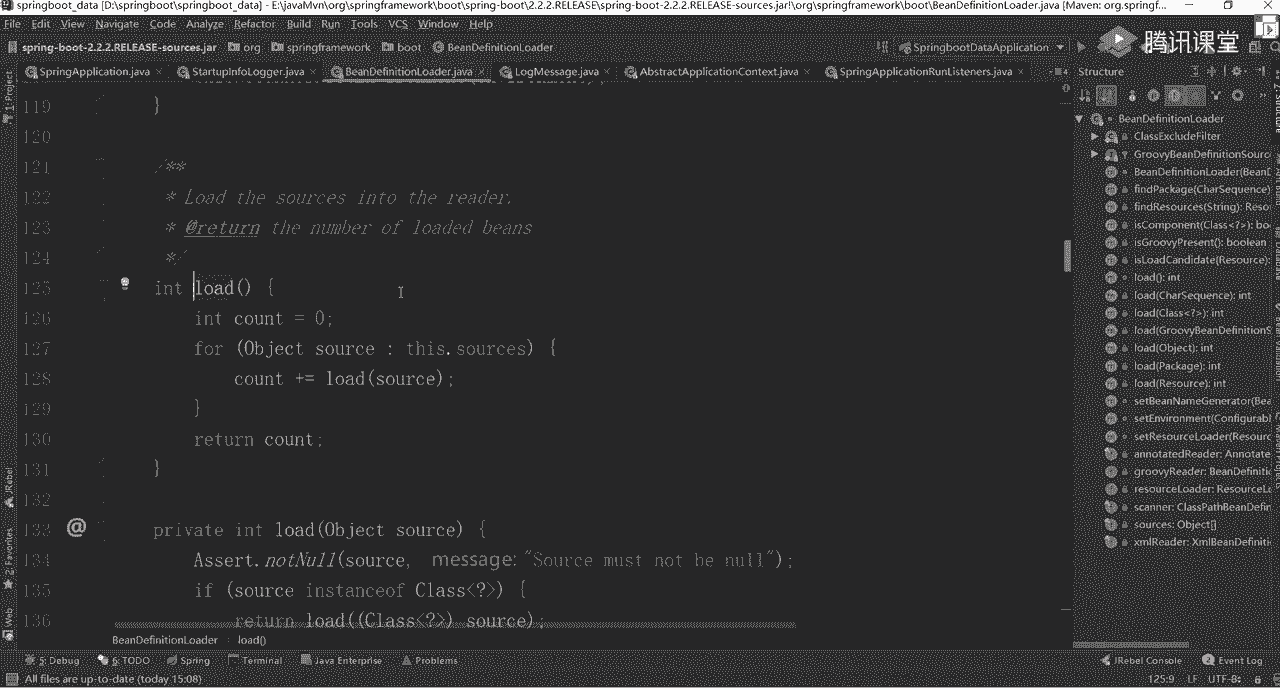 springboot_data [D:\springboot\springboot_data] - E:\javaMvn\org\springframework\boot\spring-boot\2.2.2.RELEASE\spring-boot-2.2.2.RELEASE-sources.jar!\org\springframework\boot\BeanDefinitionLoader.java [Maven: org.springf...
File Edit View Navigate Code Analyze Refactor Build Run Tools VCS Window Help
spring-boot-2.2.2.RELEASE-sources.jar org springframework boot BeanDefinitionLoader SpringbootDataApplication
腾讯课堂
SpringApplication.java StartupInfoLogger.java BeanDefinitionLoader.java LogMessage.java AbstractApplicationContext.java SpringApplicationRunListeners.java Structure
1: Project
119 }
120
121 /**
122 * Load the sources into the reader.
123 * @return the number of loaded beans
124 */
125 int load() {
126 int count = 0;
127 for (Object source : this.sources) {
128 count += load(source);
129 }
130 return count;
131 }
132
133 private int load(Object source) {
134 Assert.notNull(source, message: "Source must not be null");
135 if (source instanceof Class<?>) {
136 return load((Class<?>) source);
BeanDefinitionLoader load()
BeanDefinitionLoader
ClassExcludeFilter
GroovyBeanDefinitionSourc
BeanDefinitionLoader(BeanD
findPackage(CharSequence)
findResources(String): Reso
isComponent(Class<?>): bo
isGroovyPresent(): boolean
isLoadCandidate(Resource):
load(): int
load(CharSequence): int
load(Class<?>): int
load(GroovyBeanDefinitionS
load(Object): int
load(Package): int
load(Resource): int
setBeanNameGenerator(Bea
setEnvironment(Configurabl
setResourceLoader(Resourc
annotatedReader: Annotate
groovyReader: BeanDefiniti
resourceLoader: ResourceLo
scanner: ClassPathBeanDefin
sources: Object[]
xmlReader: XmlBeanDefiniti
JRebel
2: Favorites
Web
5: Debug 6: TODO Spring Terminal Java Enterprise Problems JRebel Console Event Log
All files are up-to-date (today 15:08) 125:9 LF UTF-8